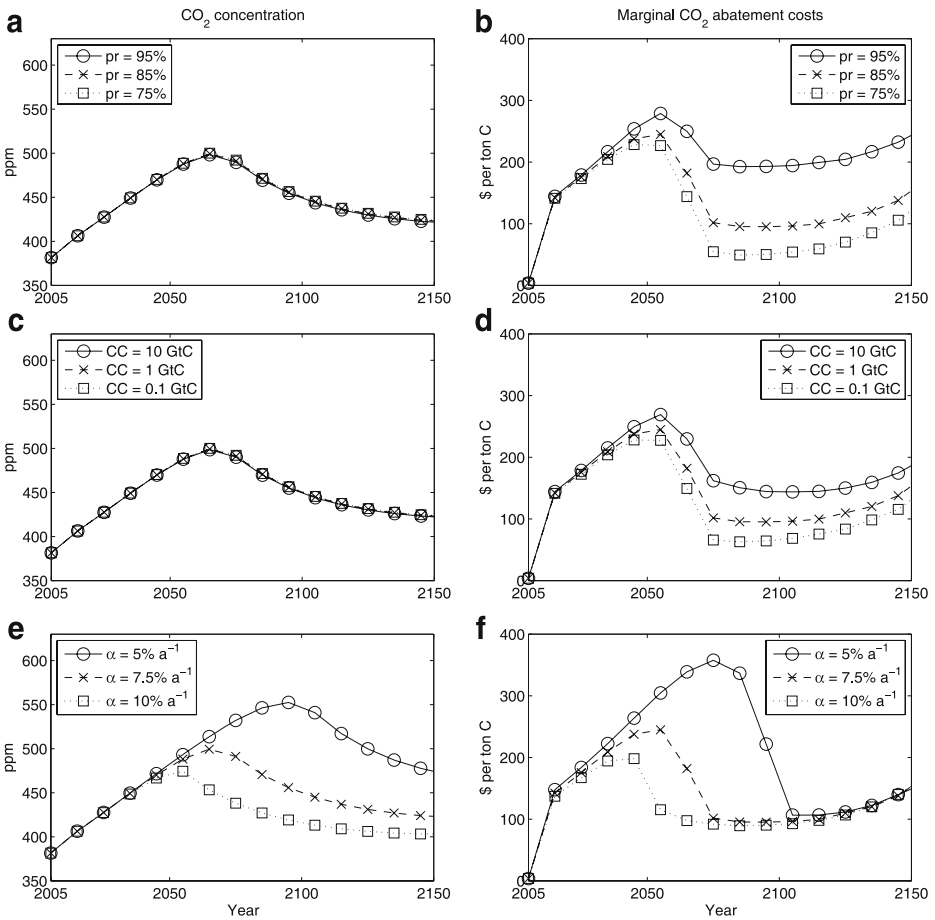 CO2 concentration
Marginal CO2 abatement costs
a
pr = 95%
pr = 85%
pr = 75%
600
550
500
450
400
350
ppm
2005
2050
2100
2150
b
pr = 95%
pr = 85%
pr = 75%
400
300
200
100
0
$ per ton C
2005
2050
2100
2150
c
CC = 10 GtC
CC = 1 GtC
CC = 0.1 GtC
600
550
500
450
400
350
ppm
2005
2050
2100
2150
d
CC = 10 GtC
CC = 1 GtC
CC = 0.1 GtC
400
300
200
100
0
$ per ton C
2005
2050
2100
2150
e
α = 5% a−1
α = 7.5% a−1
α = 10% a−1
600
550
500
450
400
350
ppm
2005
2050
2100
2150
Year
f
α = 5% a−1
α = 7.5% a−1
α = 10% a−1
400
300
200
100
0
$ per ton C
2005
2050
2100
2150
Year